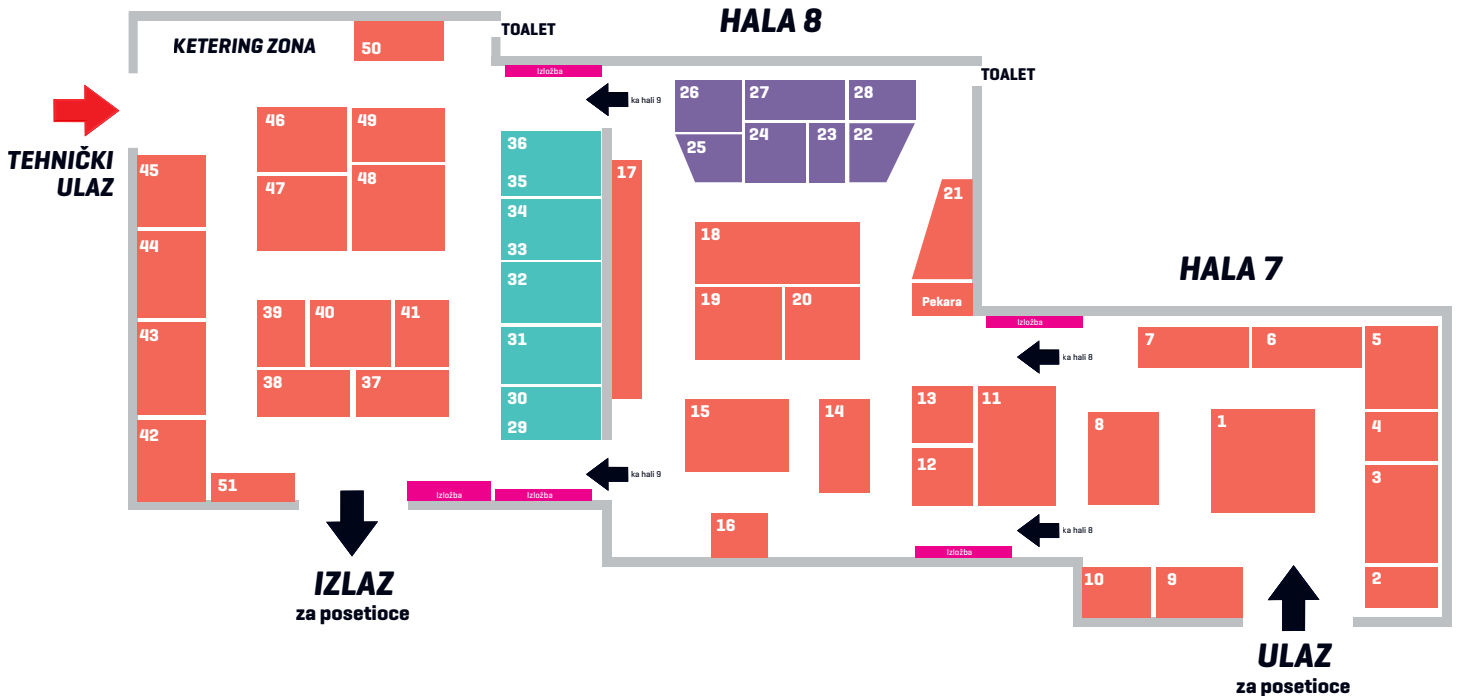 HALA 8
TOALET
KETERING ZONA
50
TOALET
Izložba
ka hali 9
26
27
28
25
24
23
22
46
49
36
TEHNIČKI
ULAZ
45
47
48
35
17
21
34
44
33
18
HALA 7
32
19
20
Pekara
39
40
41
Izložba
43
31
7
6
5
ka hali 8
38
37
30
29
15
14
13
11
8
1
4
42
12
3
ka hali 9
51
Izložba
Izložba
16
ka hali 8
Izložba
10
9
2
IZLAZ
za posetioce
ULAZ
za posetioce